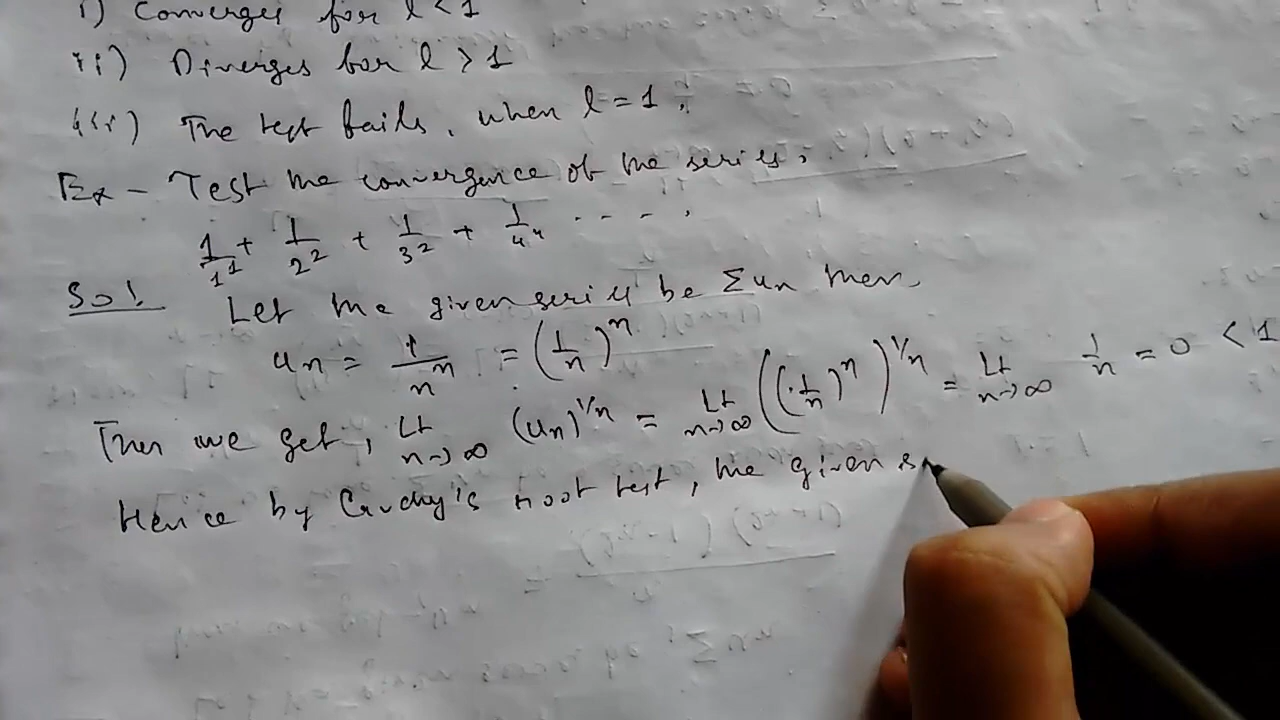 i) Converges for l < 1
ii) Diverges for l > 1
iii) The test fails, when l = 1.
Ex - Test the convergence of the series,
1/1^1 + 1/2^2 + 1/3^2 + 1/4^4 - - - - .
Sol. Let the given series be Σun then,
un = 1/n^n = (1/n)^n
Then we get, Lt n→∞ (un)^1/n = Lt n→∞ ((1/n)^n)^1/n = Lt n→∞ 1/n = 0 < 1
Hence by Cauchy's root test, the given s